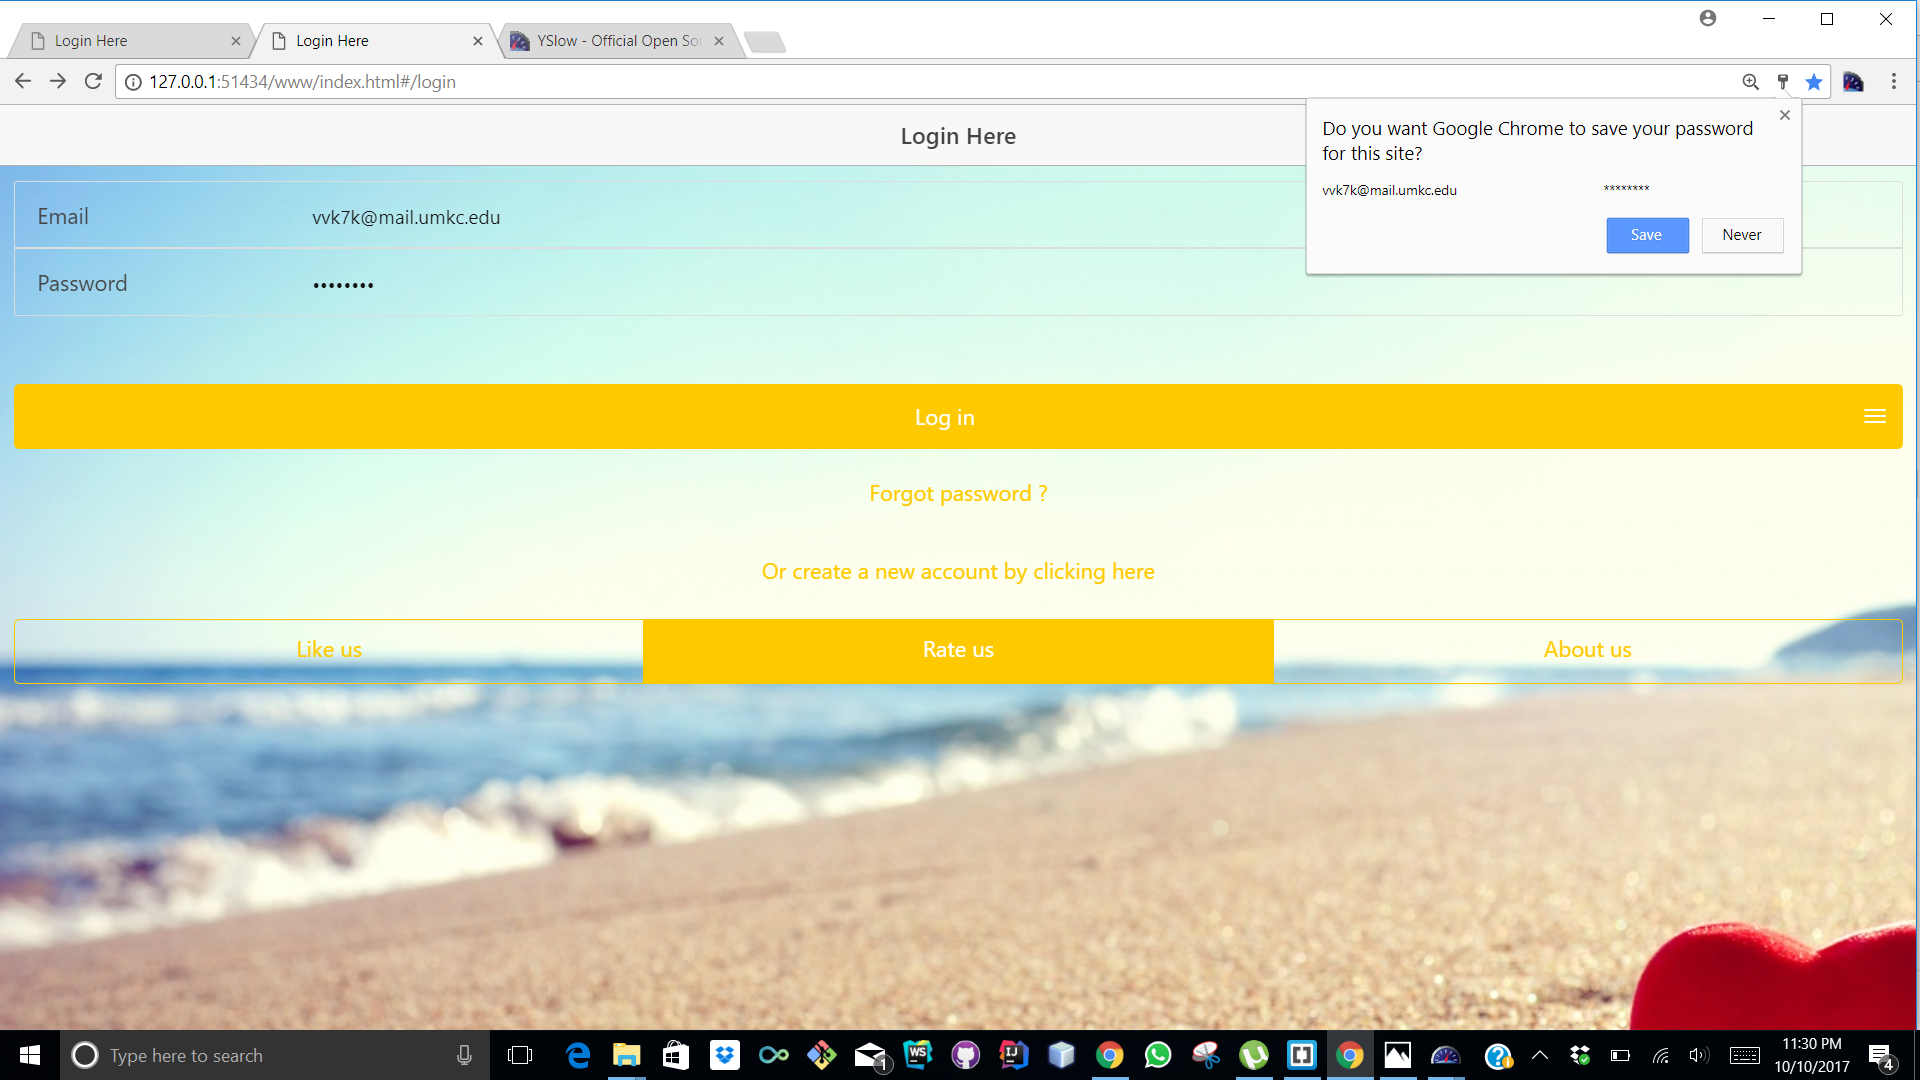 Login Here
Login Here
YSlow - Official Open So
127.0.0.1:51434/www/index.html#/login
Login Here
Do you want Google Chrome to save your password
for this site?
vvk7k@mail.umkc.edu ********
Save Never
Email vvk7k@mail.umkc.edu
Password ••••••••
Log in
Forgot password ?
Or create a new account by clicking here
Like us Rate us About us
Type here to search
1
WS
IJ
11:30 PM
10/10/2017
4